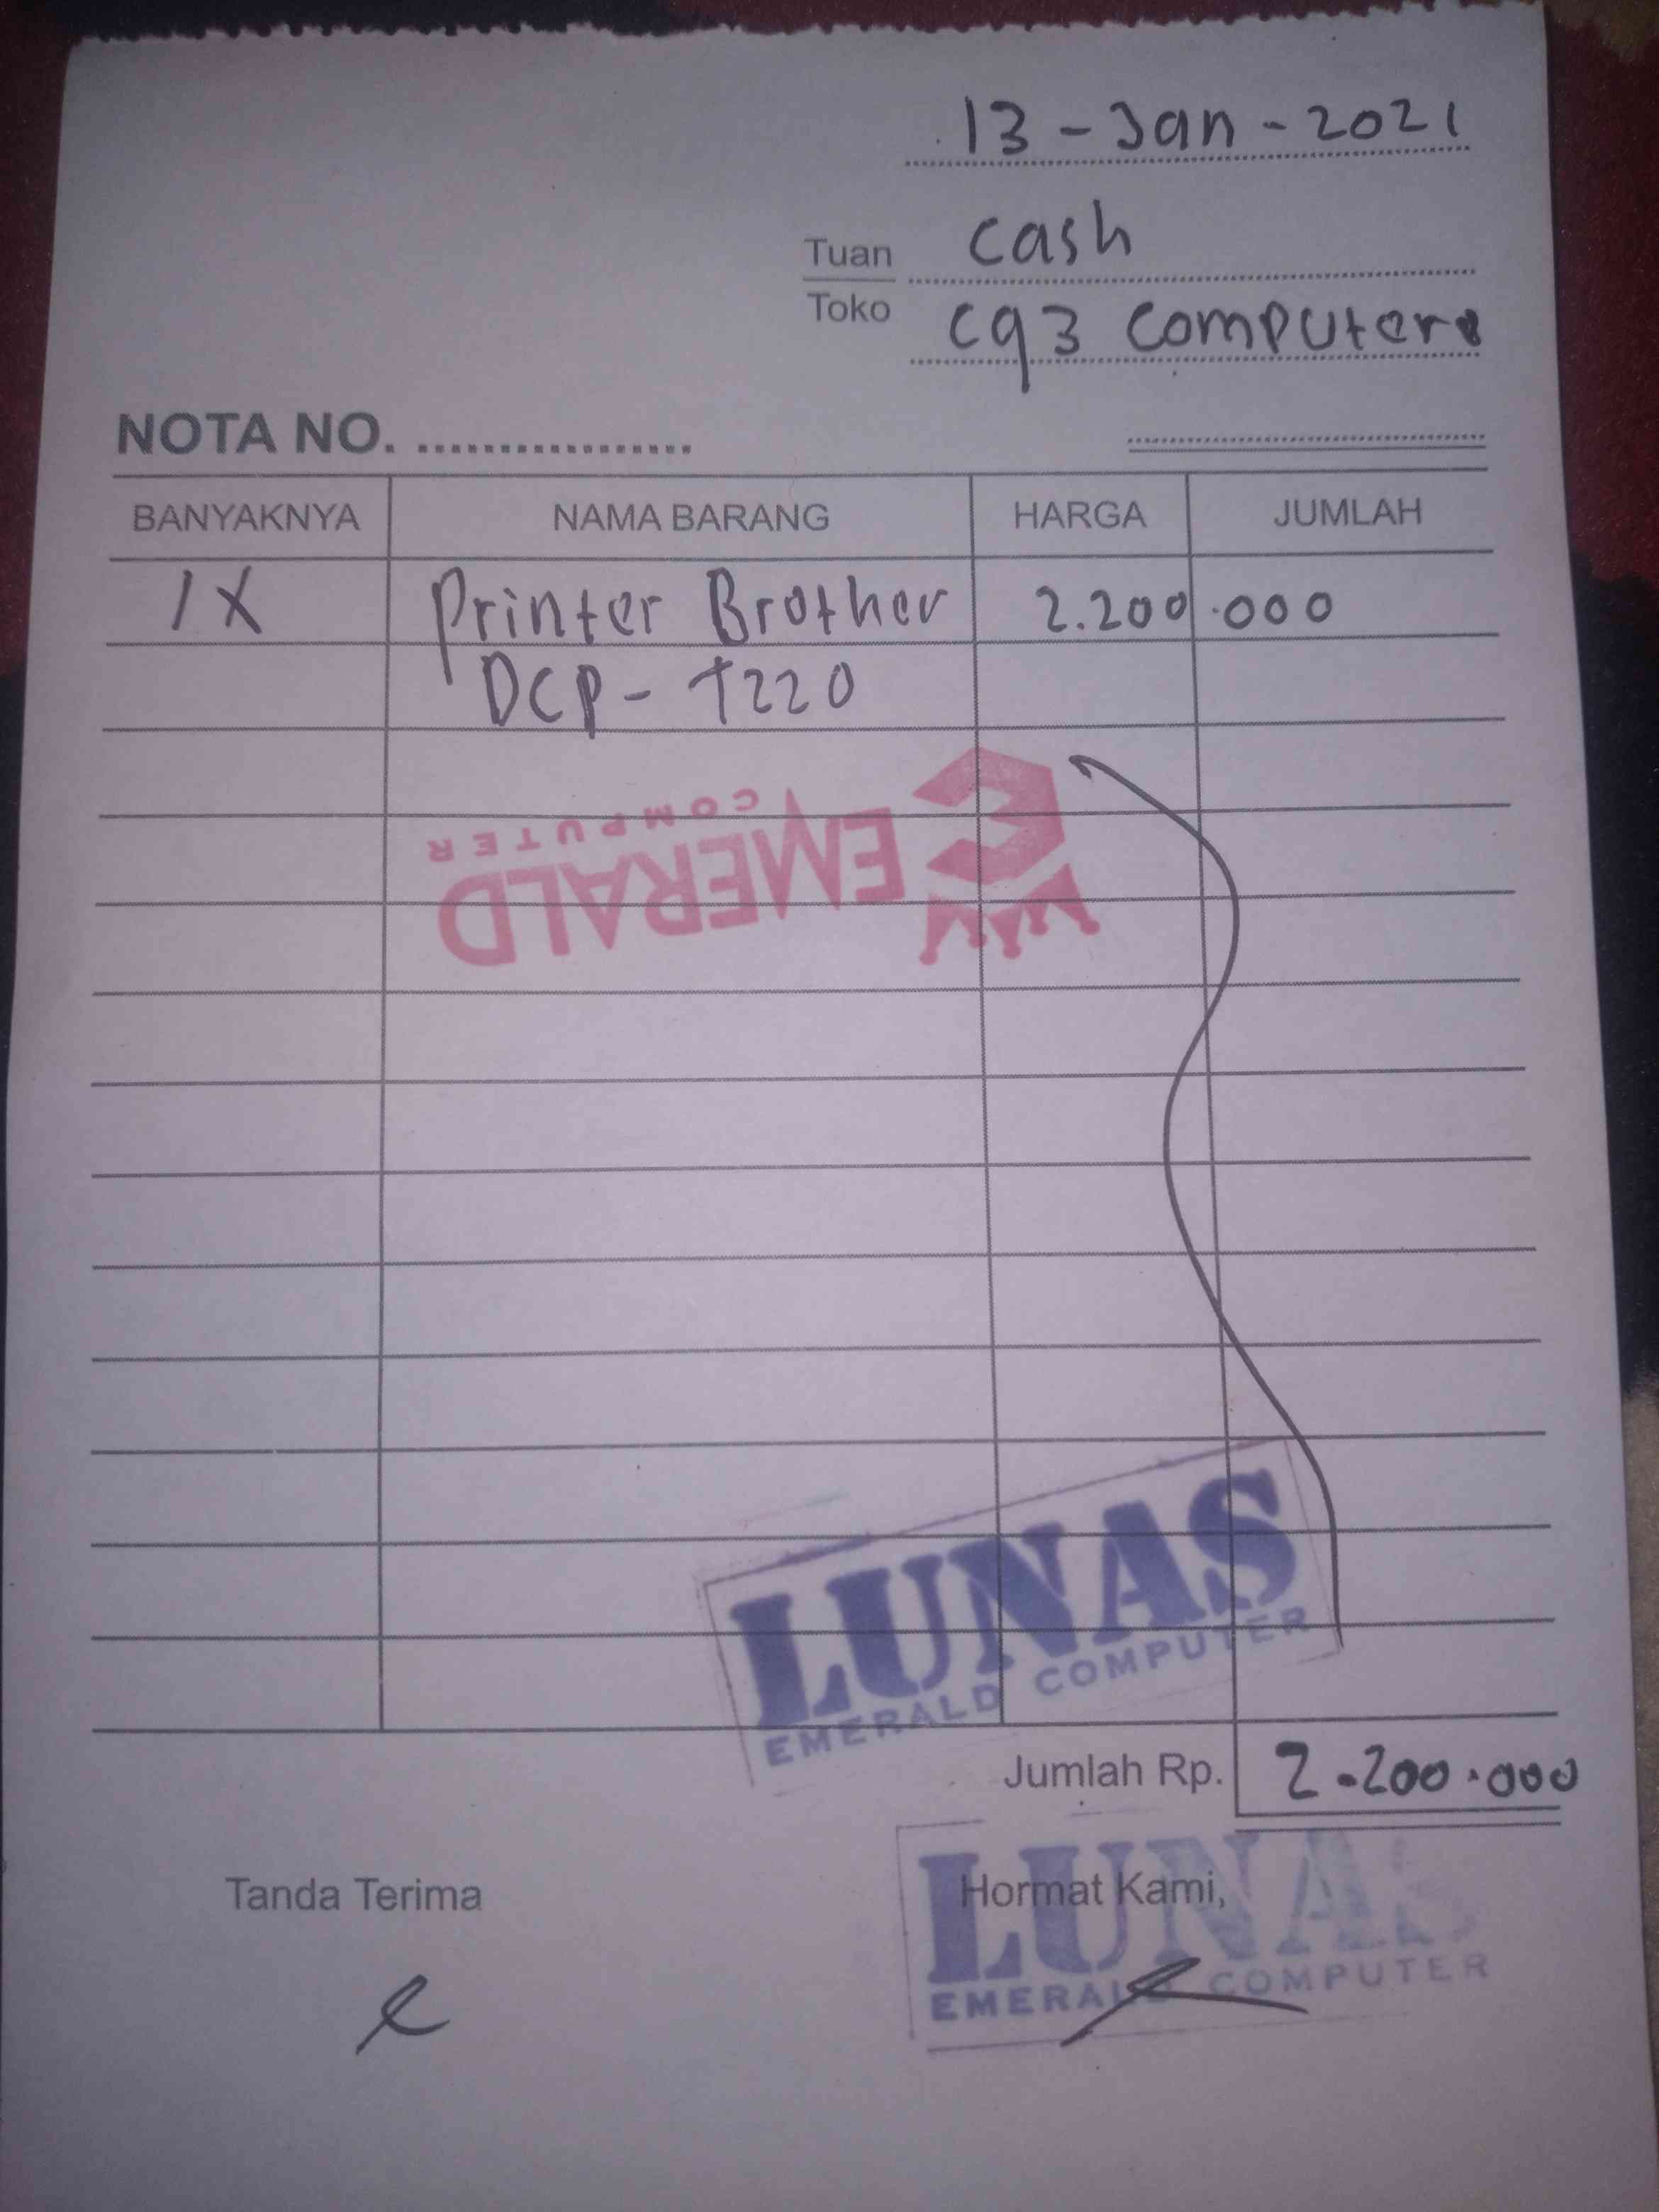 13 - Jan - 2021
Tuan cash
Toko cq3 computers
NOTA NO. .................
BANYAKNYA NAMA BARANG HARGA JUMLAH
1X Printer Brother 2.200.000
DCP - T220
EMERALD
COMPUTER
LUNAS
EMERALD COMPUTER
Jumlah Rp. 2.200.000
Tanda Terima Hormat Kami,
LUNAS
EMERALD COMPUTER